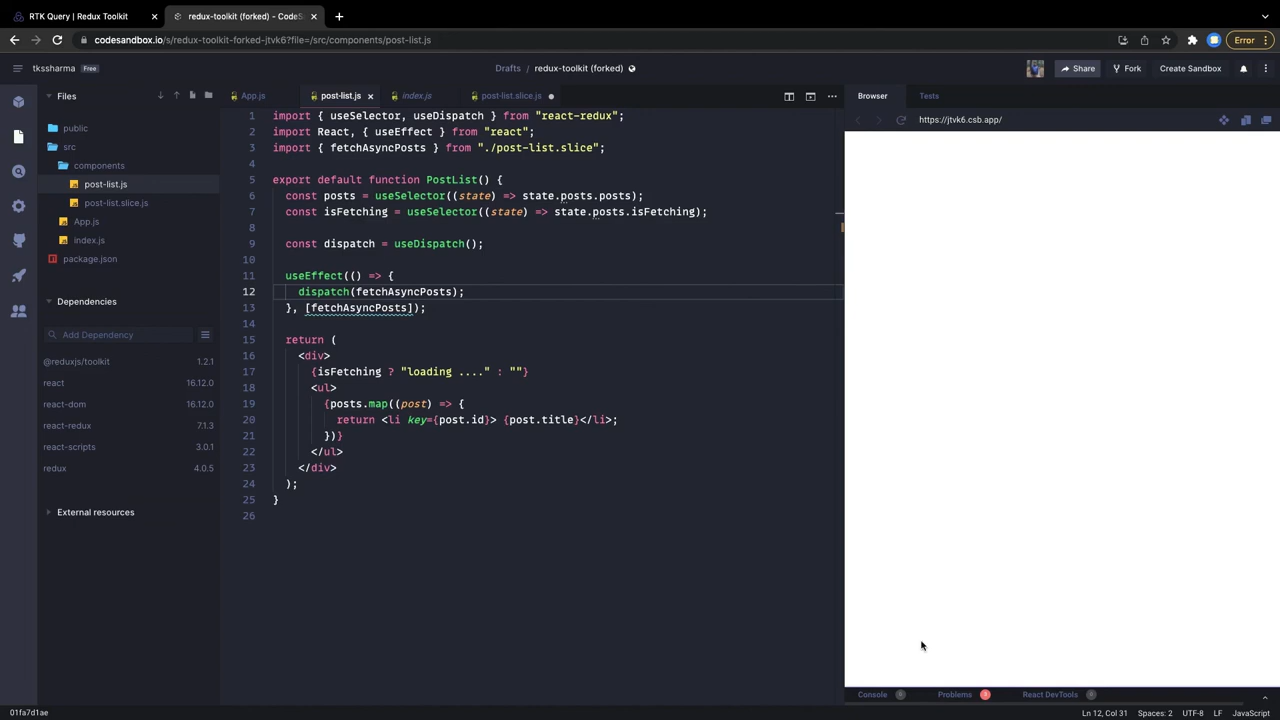 RTK Query | Redux Toolkit
redux-toolkit (forked) - CodeS
codesandbox.io/s/redux-toolkit-forked-jtvk6?file=/src/components/post-list.js
Error
tkssharma Free
Drafts / redux-toolkit (forked)
Share
Fork
Create Sandbox
Files
App.js
post-list.js
index.js
post-list.slice.js
Browser
Tests
https://jtvk6.csb.app/
public
src
components
post-list.js
post-list.slice.js
App.js
index.js
package.json
Dependencies
Add Dependency
@reduxjs/toolkit 1.2.1
react 16.12.0
react-dom 16.12.0
react-redux 7.1.3
react-scripts 3.0.1
redux 4.0.5
External resources
1 import { useSelector, useDispatch } from "react-redux";
2 import React, { useEffect } from "react";
3 import { fetchAsyncPosts } from "./post-list.slice";
4
5 export default function PostList() {
6 const posts = useSelector((state) => state.posts.posts);
7 const isFetching = useSelector((state) => state.posts.isFetching);
8
9 const dispatch = useDispatch();
10
11 useEffect(() => {
12 dispatch(fetchAsyncPosts);
13 }, [fetchAsyncPosts]);
14
15 return (
16 <div>
17 {isFetching ? "loading ...." : ""}
18 <ul>
19 {posts.map((post) => {
20 return <li key={post.id}> {post.title}</li>;
21 })}
22 </ul>
23 </div>
24 );
25 }
26
Console 0
Problems
React DevTools 0
01fa7d1ae
Ln 12, Col 31 Spaces: 2 UTF-8 LF JavaScript